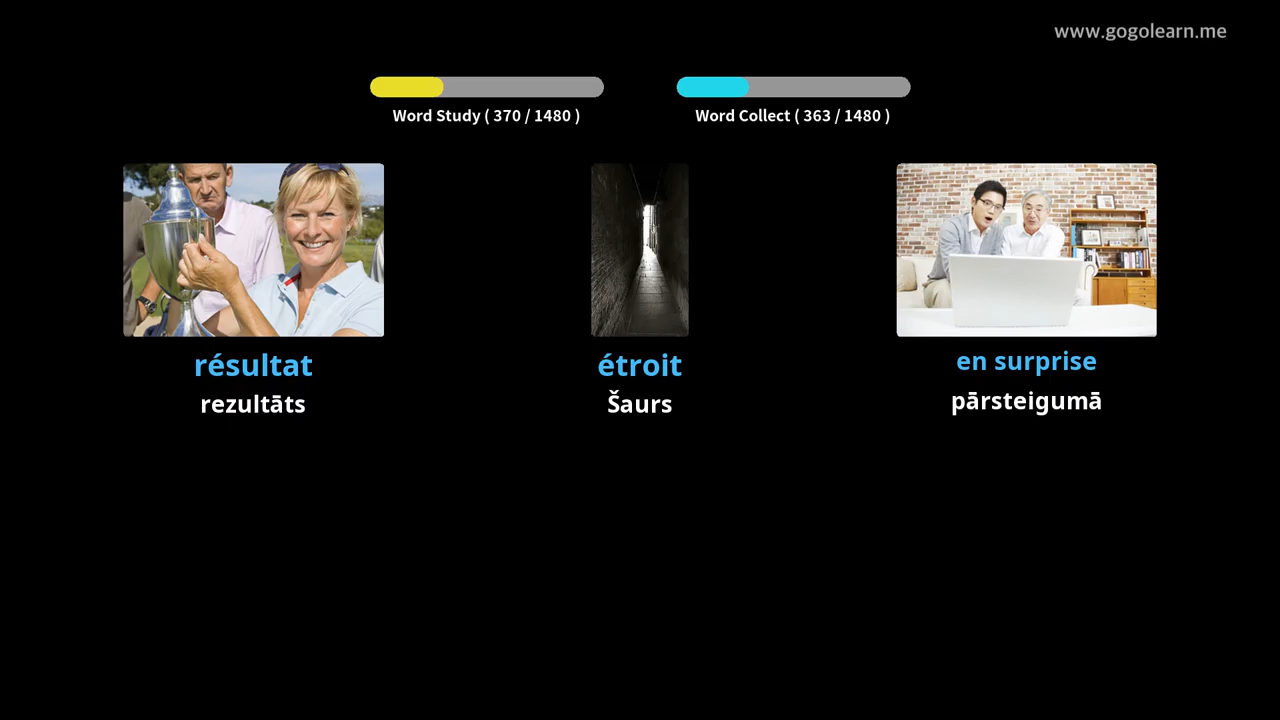 www.gogolearn.me
Word Study ( 370 / 1480 )
Word Collect ( 363 / 1480 )
résultat
rezultāts
étroit
Šaurs
en surprise
pārsteigumā